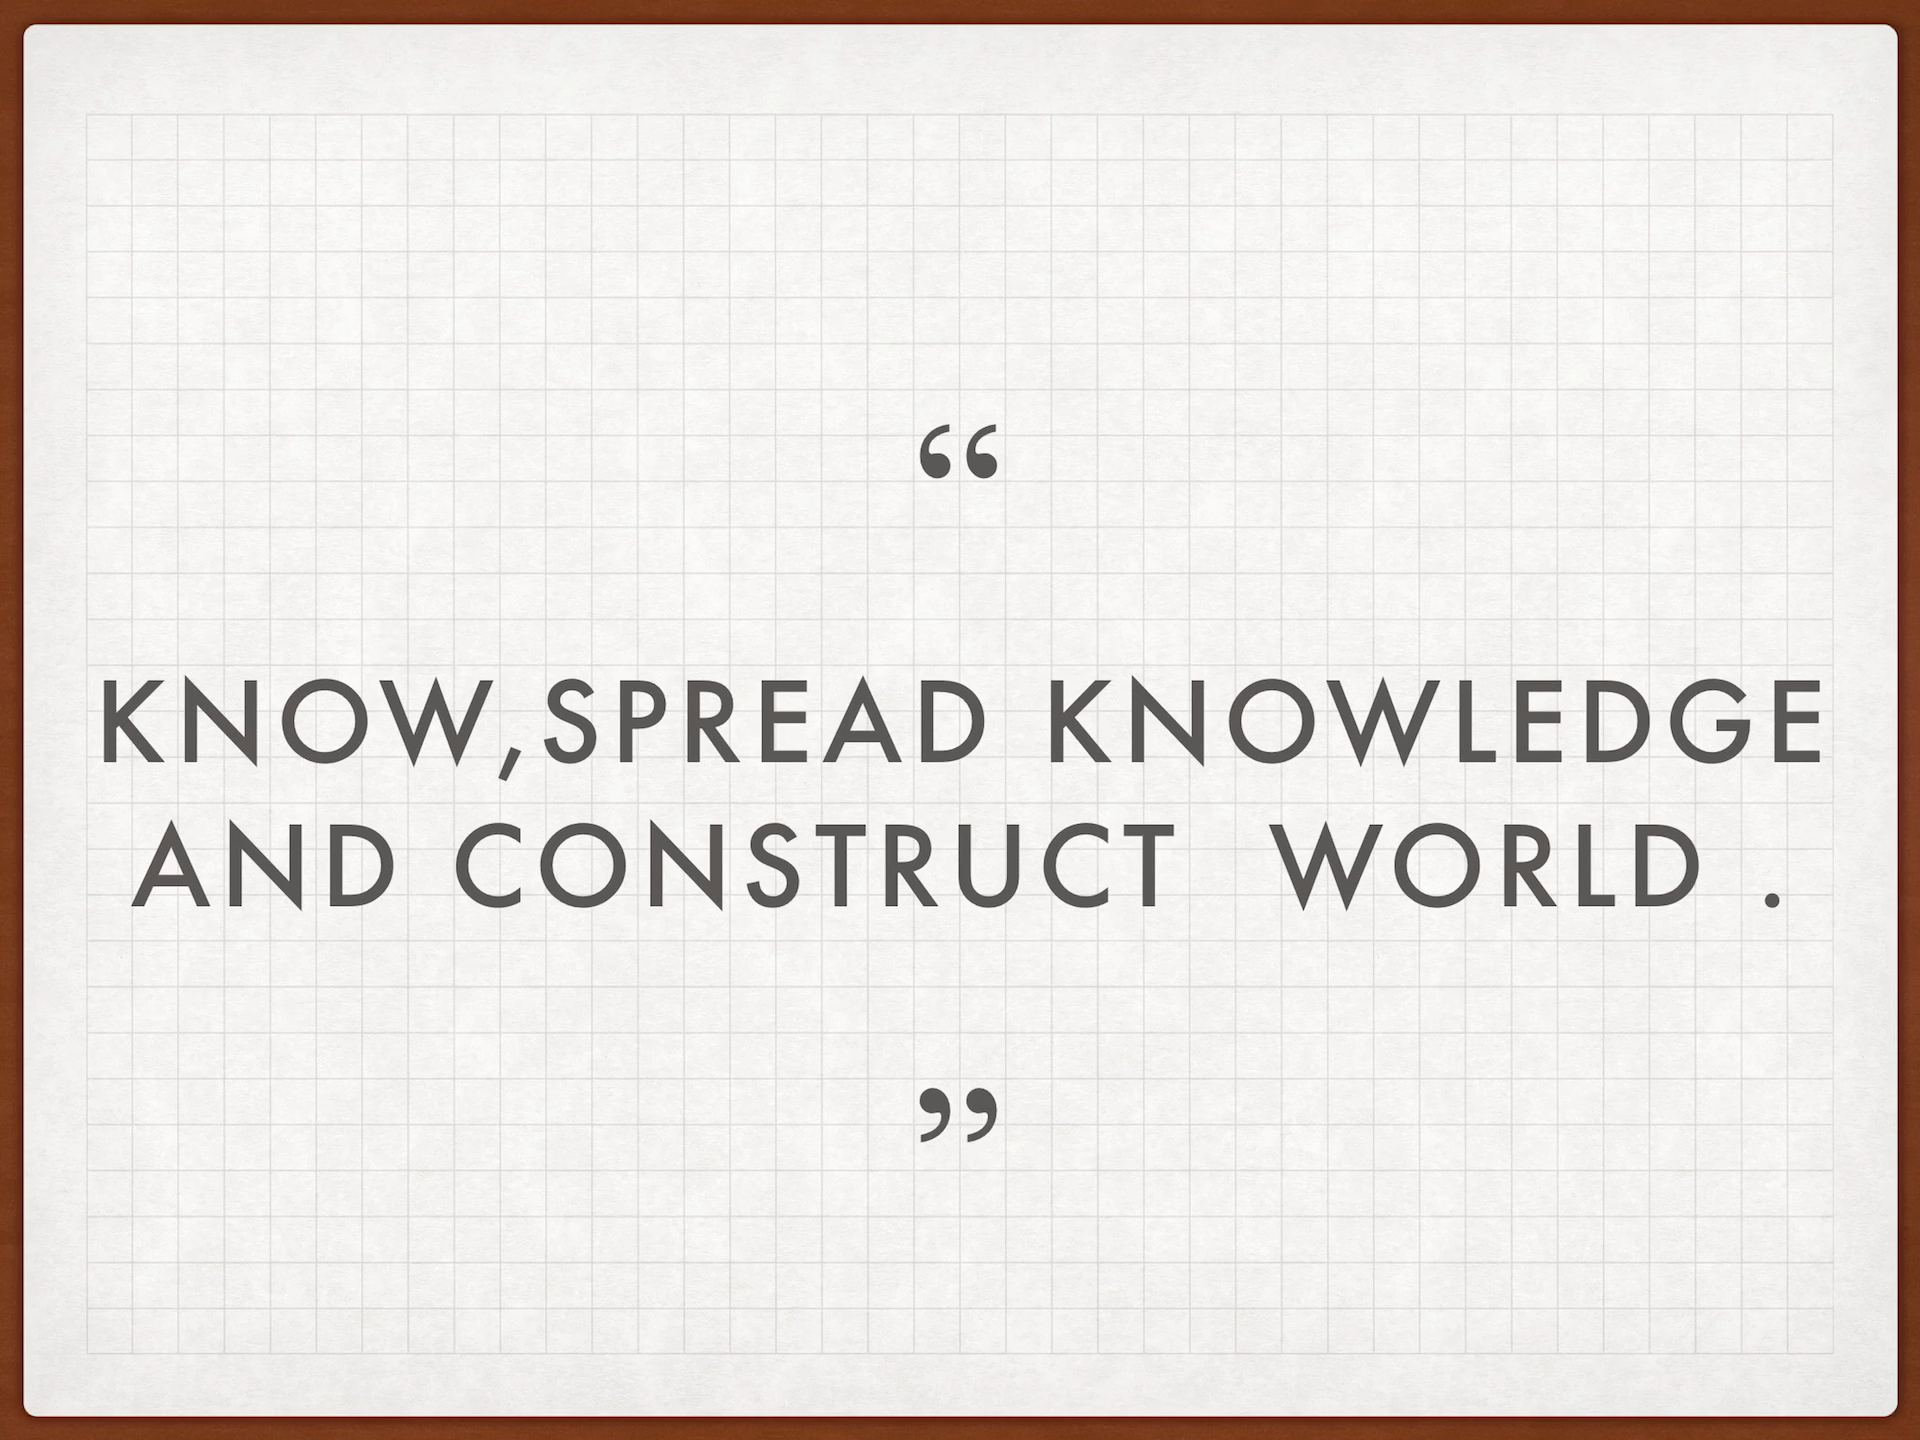 “
KNOW,SPREAD KNOWLEDGE
AND CONSTRUCT  WORLD .
”